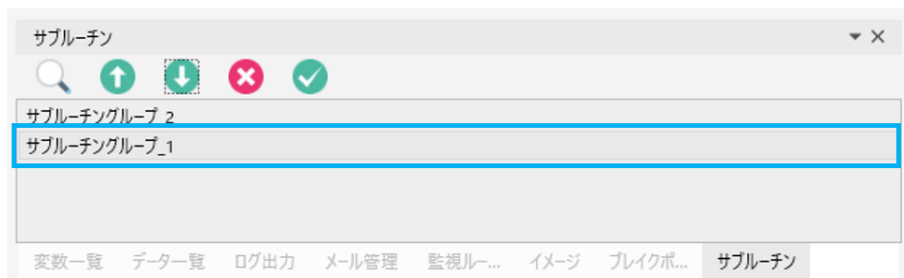 サブルーチン
サブルーチングループ_2
サブルーチングループ_1
変数一覧 データ一覧 ログ出力 メール管理 監視ルー... イメージ ブレイクポ... サブルーチン